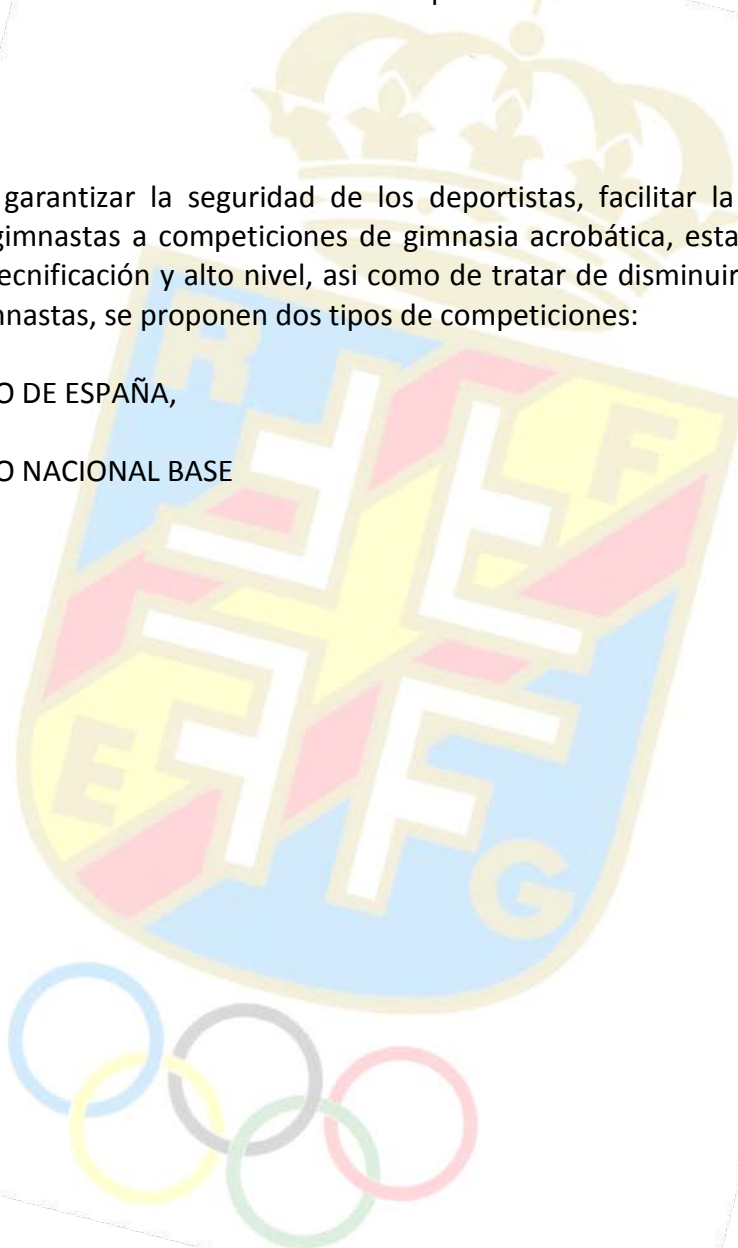 garantizar la seguridad de los deportistas, facilitar la
gimnastas a competiciones de gimnasia acrobática, esta
ecnificación y alto nivel, asi como de tratar de disminuir
nnastas, se proponen dos tipos de competiciones:
O DE ESPAÑA,
O NACIONAL BASE
R
F
E
G